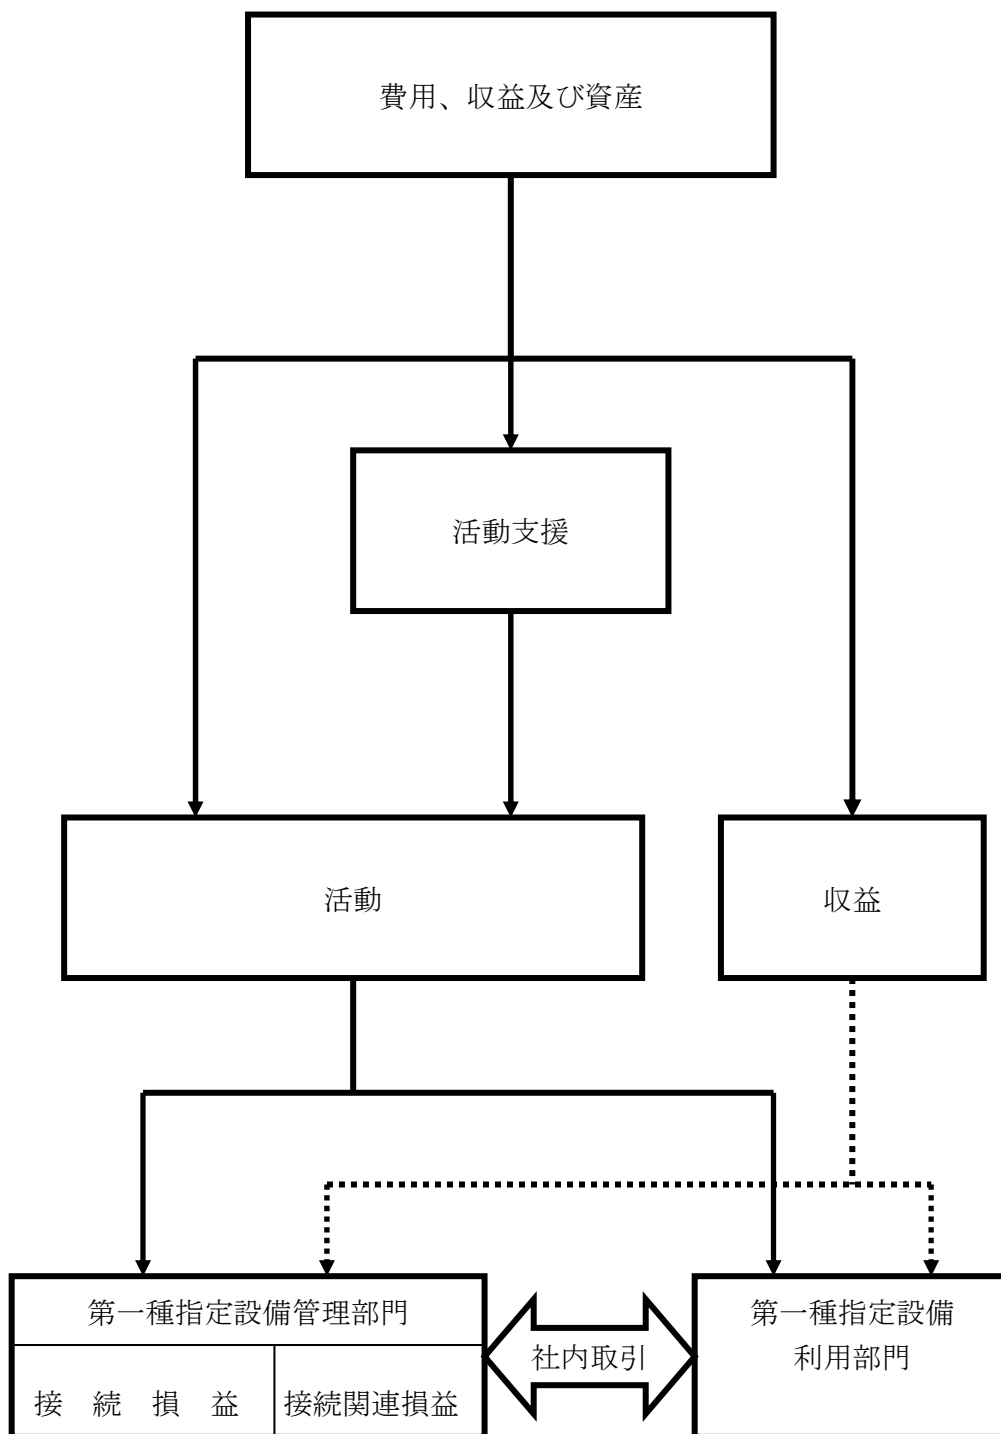 費用、収益及び資産
活動支援
活動
収益
第一種指定設備管理部門
接続損益
接続関連損益
社内取引
第一種指定設備
利用部門